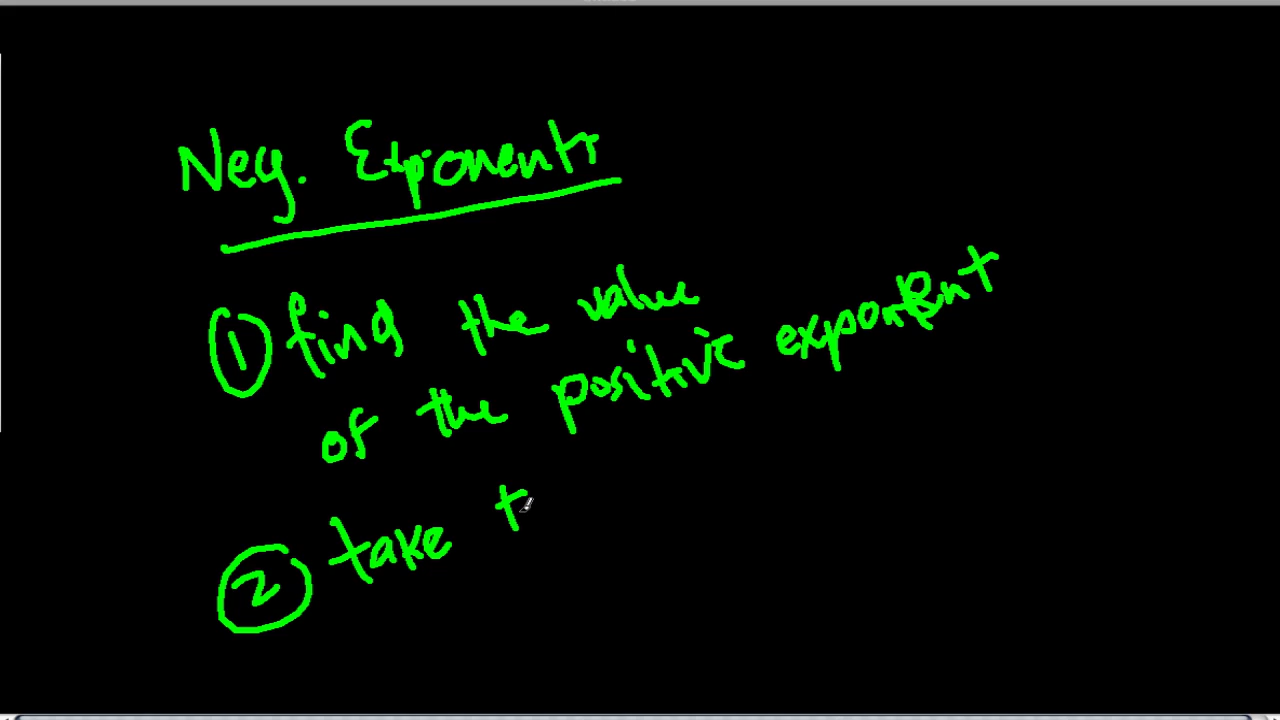 Neg. Exponents
① find the value
of the positive exponent
② take t